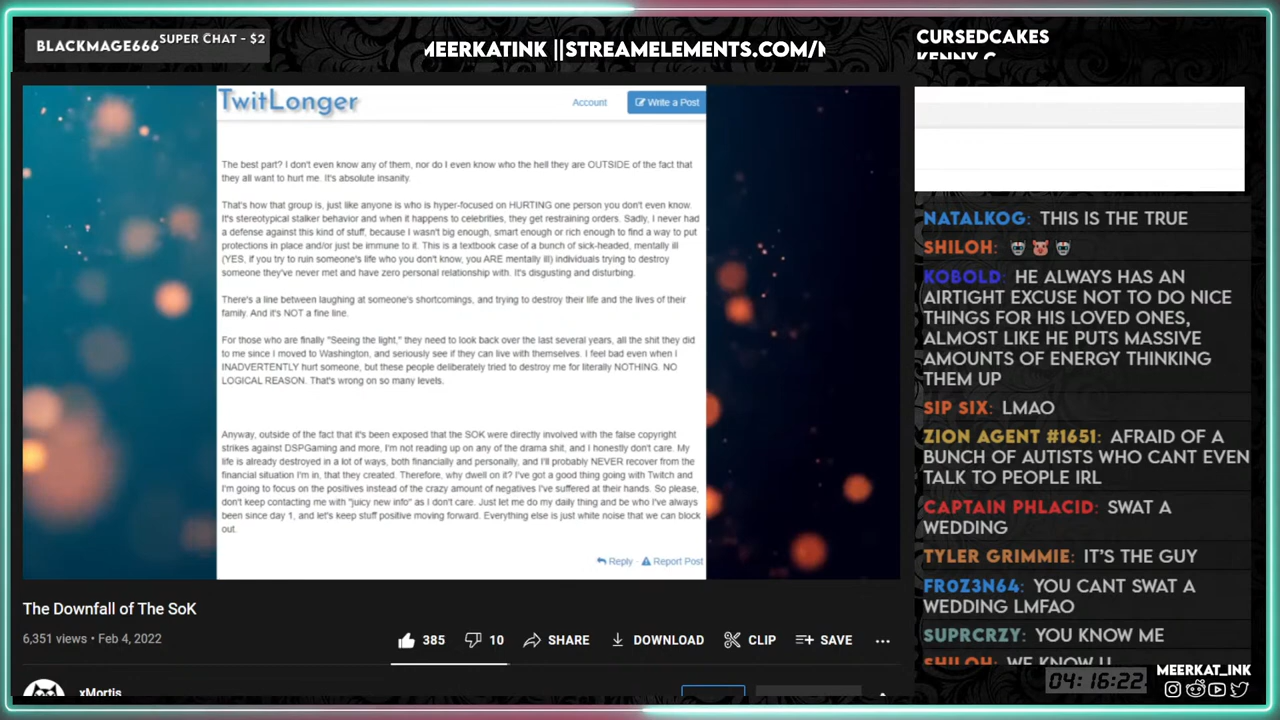 BLACKMAGE666 SUPER CHAT - $2
MEERKATINK || STREAMELEMENTS.COM/
CURSEDCAKES
KENNY C
TwitLonger
Account
Write a Post
The best part? I don't even know any of them, nor do I even know who the hell they are OUTSIDE of the fact that
they all want to hurt me. It's absolute insanity.
That's how that group is, just like anyone is who is hyper-focused on HURTING one person you don't even know.
It's stereotypical stalker behavior and when it happens to celebrities, they get restraining orders. Sadly, I never had
a defense against this kind of stuff, because I wasn't big enough, smart enough or rich enough to find a way to put
protections in place and/or just be immune to it. This is a textbook case of a bunch of sick-headed, mentally ill
(YES, if you try to ruin someone's life who you don't know, you ARE mentally ill) individuals trying to destroy
someone they've never met and have zero personal relationship with. It's disgusting and disturbing.
There's a line between laughing at someone's shortcomings, and trying to destroy their life and the lives of their
family. And it's NOT a fine line.
For those who are finally "Seeing the light," they need to look back over the last several years, all the shit they did
to me since I moved to Washington, and seriously see if they can live with themselves. I feel bad even when I
INADVERTENTLY hurt someone, but these people deliberately tried to destroy me for literally NOTHING. NO
LOGICAL REASON. That's wrong on so many levels.
Anyway, outside of the fact that it's been exposed that the SOK were directly involved with the false copyright
strikes against DSPGaming and more, I'm not reading up on any of the drama shit, and I honestly don't care. My
life is already destroyed in a lot of ways, both financially and personally, and I'll probably NEVER recover from the
financial situation I'm in, that they created. Therefore, why dwell on it? I've got a good thing going with Twitch and
I'm going to focus on the positives instead of the crazy amount of negatives I've suffered at their hands. So please,
don't keep contacting me with "juicy new info" as I don't care. Just let me do my daily thing and be who I've always
been since day 1, and let's keep stuff positive moving forward. Everything else is just white noise that we can block
out.
Reply · Report Post
The Downfall of The SoK
6,351 views • Feb 4, 2022
385
10
SHARE
DOWNLOAD
CLIP
SAVE
xMortis
NATALKOG: THIS IS THE TRUE
SHILOH:
KOBOLD: HE ALWAYS HAS AN
AIRTIGHT EXCUSE NOT TO DO NICE
THINGS FOR HIS LOVED ONES,
ALMOST LIKE HE PUTS MASSIVE
AMOUNTS OF ENERGY THINKING
THEM UP
SIP SIX: LMAO
ZION AGENT #1651: AFRAID OF A
BUNCH OF AUTISTS WHO CANT EVEN
TALK TO PEOPLE IRL
CAPTAIN PHLACID: SWAT A
WEDDING
TYLER GRIMMIE: IT'S THE GUY
FR0Z3N64: YOU CANT SWAT A
WEDDING LMFAO
SUPRCRZY: YOU KNOW ME
SHILOH: WE KNOW U
04:16:22
MEERKAT_INK